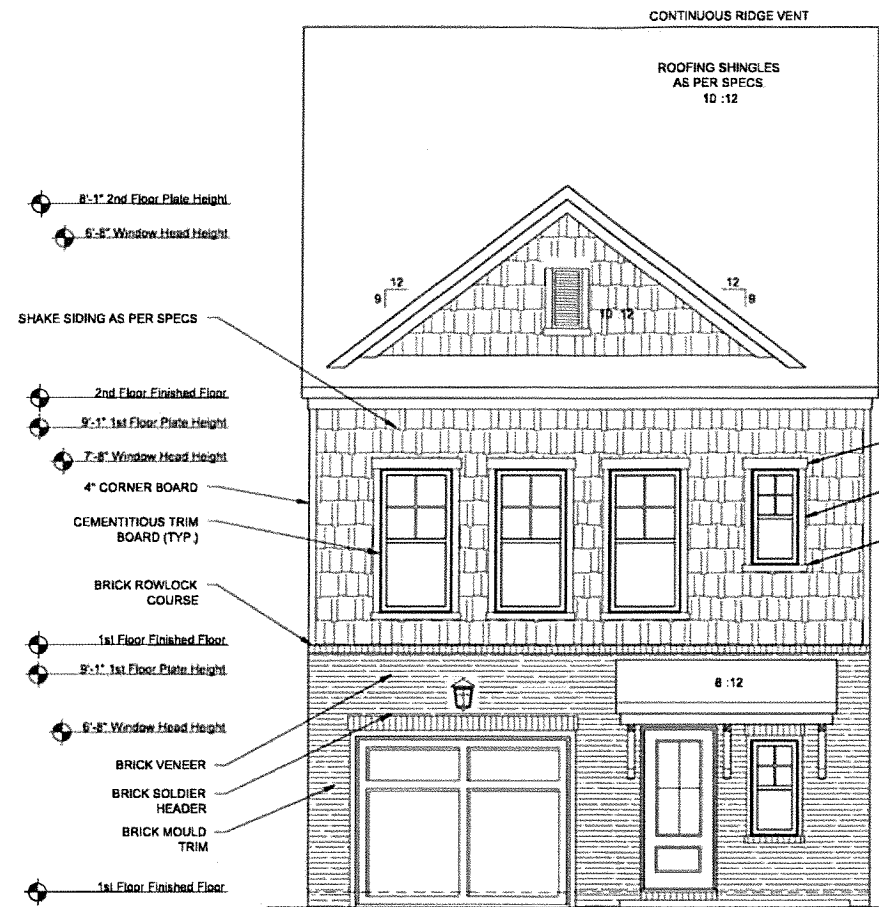 CONTINUOUS RIDGE VENT
ROOFING SHINGLES
AS PER SPECS
10 :12
8'-1" 2nd Floor Plate Height
6'-8" Window Head Height
12
9
12
9
10 12
SHAKE SIDING AS PER SPECS
2nd Floor Finished Floor
9'-1" 1st Floor Plate Height
7'-8" Window Head Height
4" CORNER BOARD
CEMENTITIOUS TRIM
BOARD (TYP.)
BRICK ROWLOCK
COURSE
1st Floor Finished Floor
9'-1" 1st Floor Plate Height
8 :12
6'-8" Window Head Height
BRICK VENEER
BRICK SOLDIER
HEADER
BRICK MOULD
TRIM
1st Floor Finished Floor